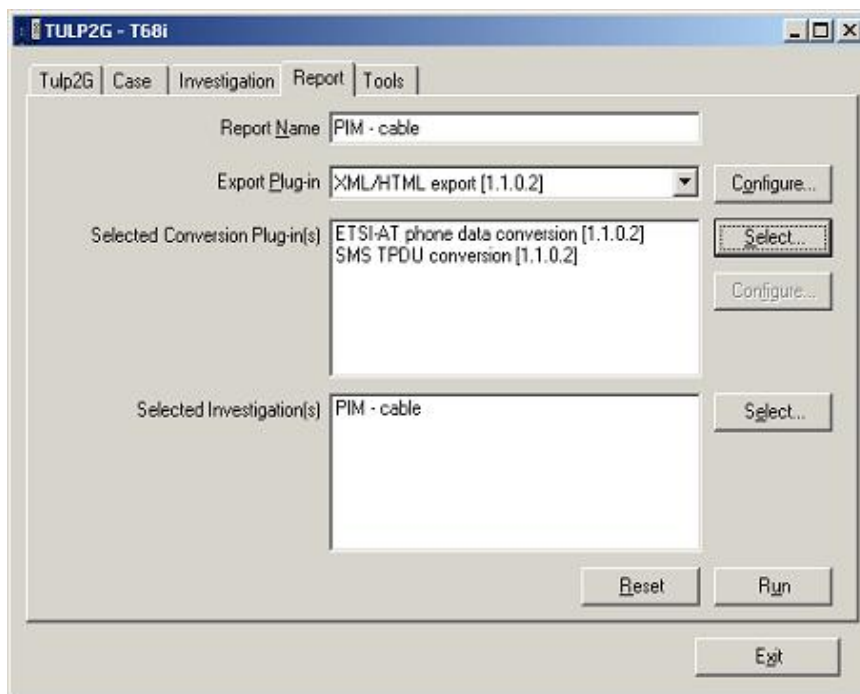 TULP2G - T68i
Tulp2G Case Investigation Report Tools
Report Name PIM - cable
Export Plug-in XML/HTML export [1.1.0.2] Configure...
Selected Conversion Plug-in(s) ETSI-AT phone data conversion [1.1.0.2] Select...
SMS TPDU conversion [1.1.0.2]
Configure...
Selected Investigation(s) PIM - cable Select...
Reset Run
Exit